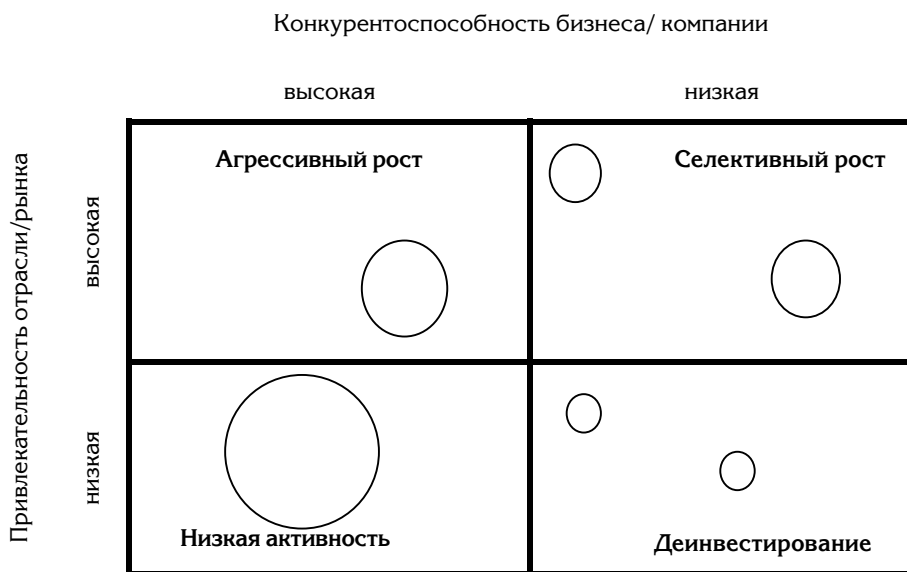 Конкурентоспособность бизнеса/ компании
высокая
низкая
Привлекательность отрасли/рынка
высокая
Агрессивный рост
Селективный рост
низкая
Низкая активность
Деинвестирование